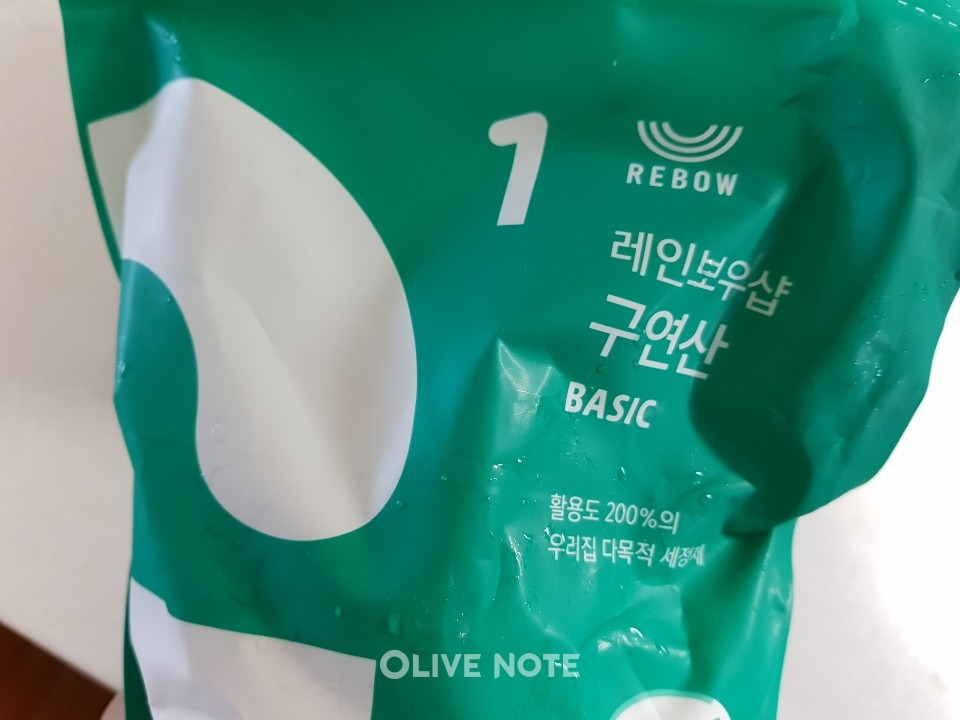 1
REBOW
레인보우샵
구연산
BASIC
활용도 200%의
우리집 다목적 세정제
OLIVE NOTE